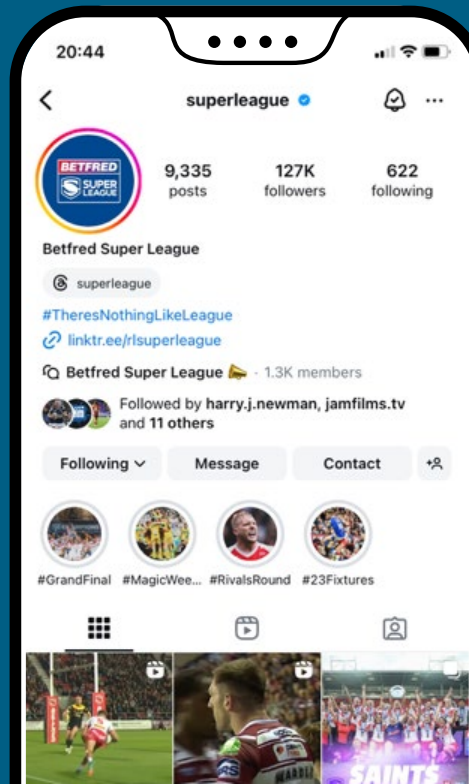 20:44
superleague
BETFRED
SUPER
LEAGUE
9,335
posts
127K
followers
622
following
Betfred Super League
superleague
#TheresNothingLikeLeague
linktr.ee/rlsuperleague
Betfred Super League · 1.3K members
Followed by harry.j.newman, jamfilms.tv
and 11 others
Following
Message
Contact
#GrandFinal
#MagicWee...
#RivalsRound
#23Fixtures
SAINTS